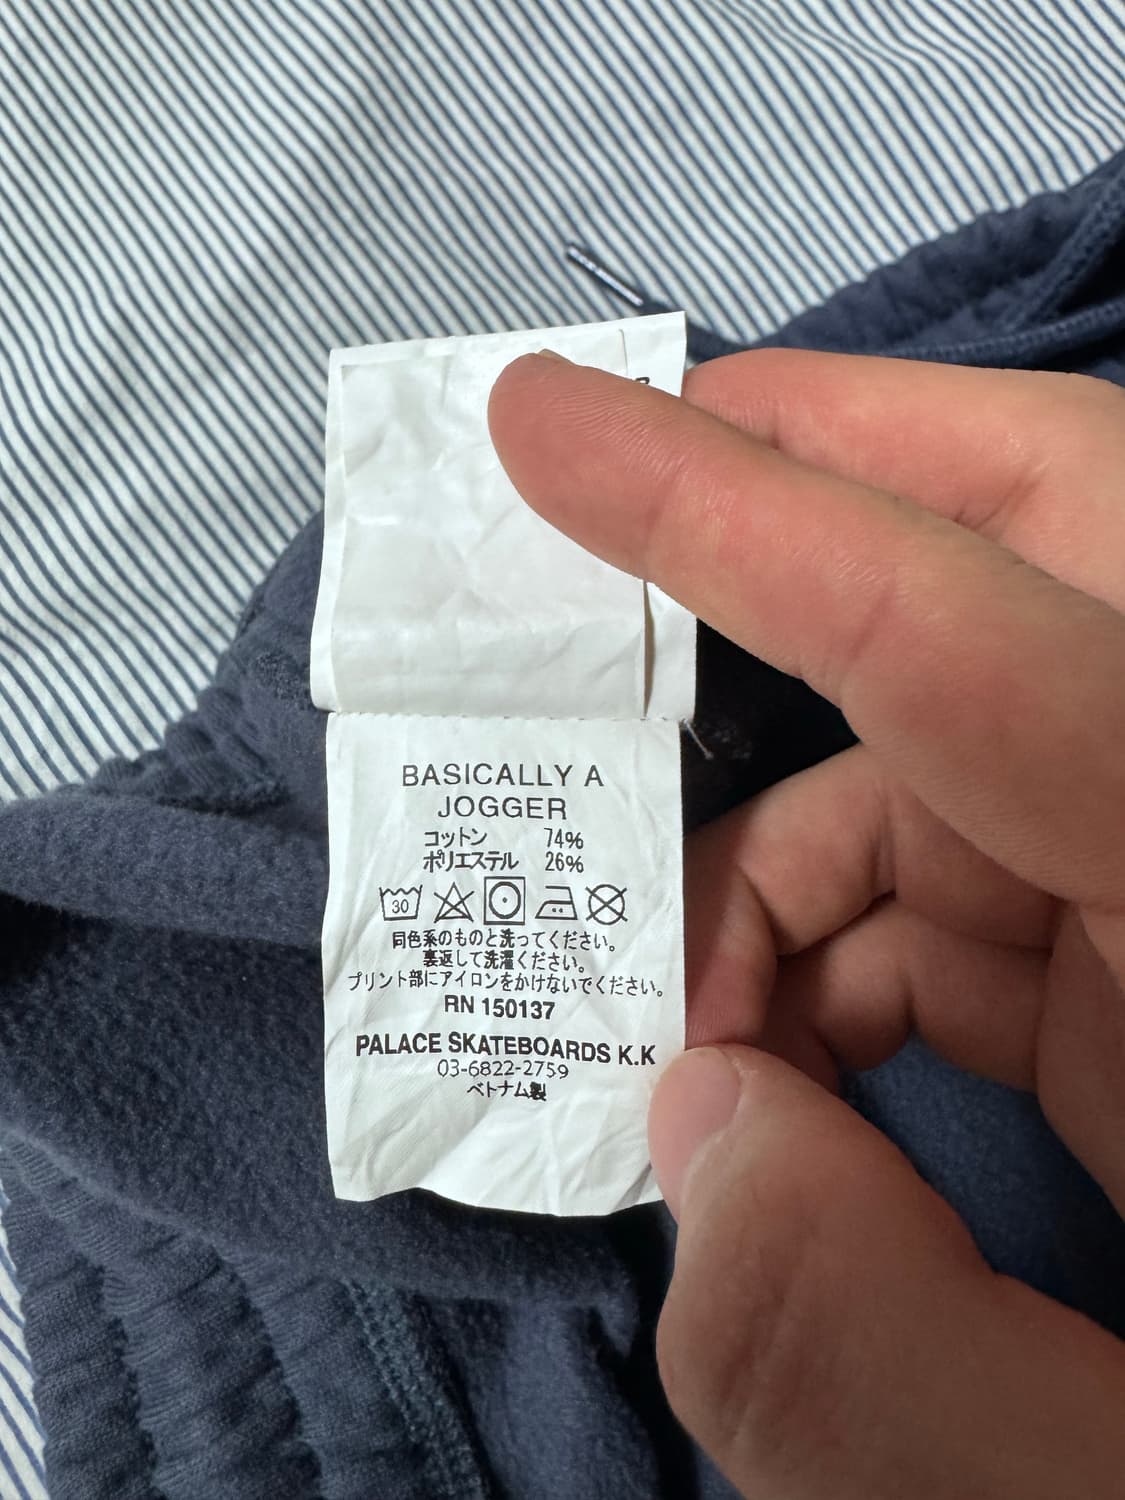 BASICALLY A
JOGGER
コットン 74%
ポリエステル 26%
30
同色系のものと洗ってください。
裏返して洗濯ください。
プリント部にアイロンをかけないでください。
RN 150137
PALACE SKATEBOARDS K.K
03-6822-2759
ベトナム製